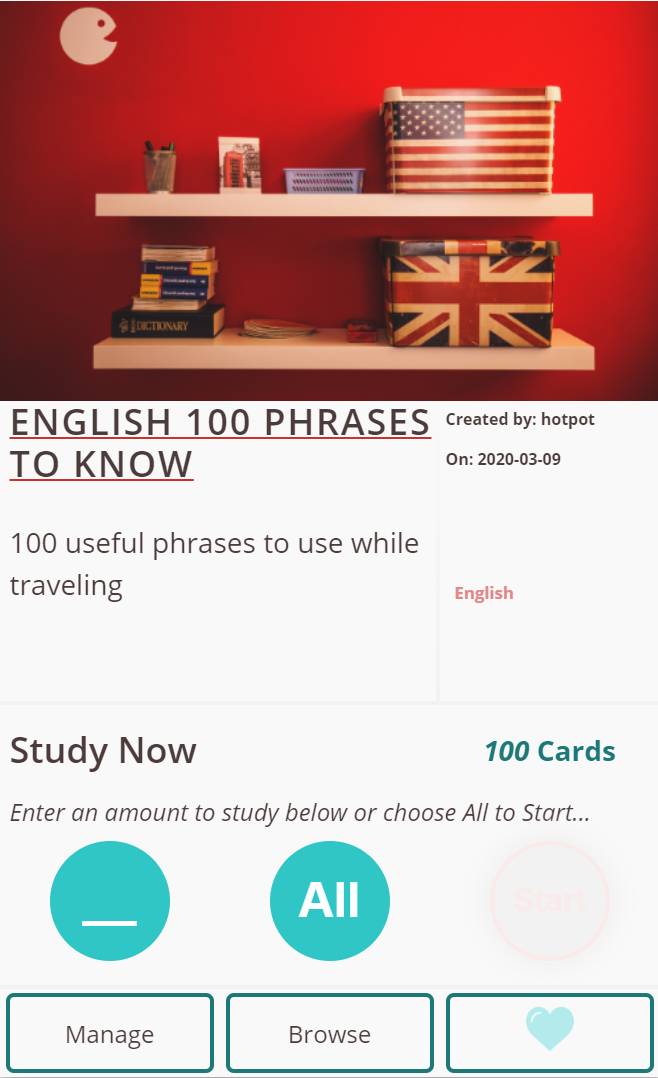 DICTIONARY
ENGLISH 100 PHRASES
TO KNOW
Created by: hotpot
On: 2020-03-09
100 useful phrases to use while
traveling
English
Study Now
100 Cards
Enter an amount to study below or choose All to Start...
__
All
Start
Manage
Browse